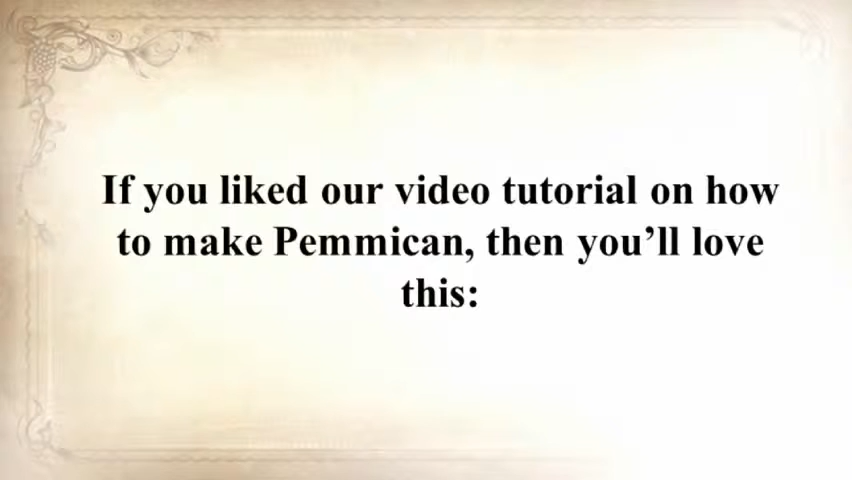 If you liked our video tutorial on how
to make Pemmican, then you’ll love
this: